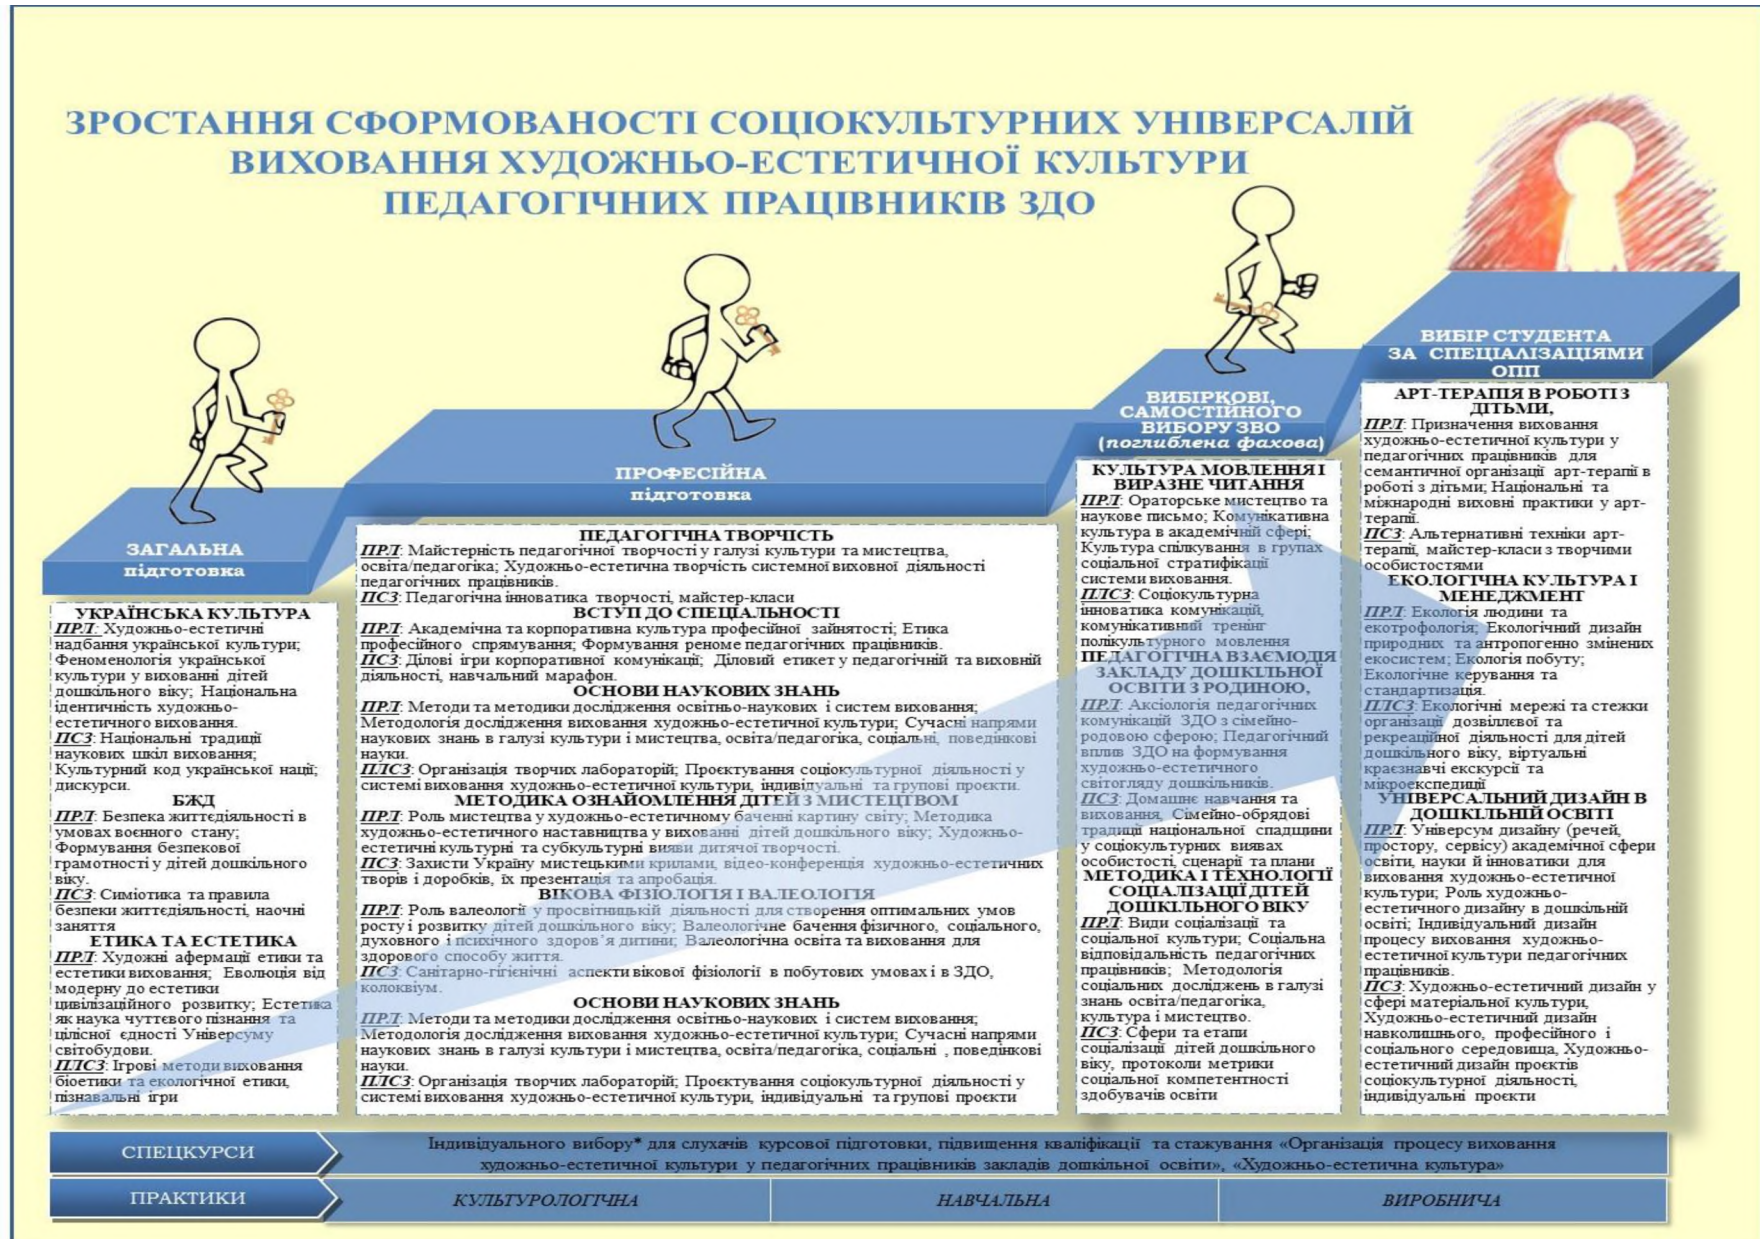 ЗРОСТАННЯ СФОРМОВАНОСТІ СОЦІОКУЛЬТУРНИХ УНІВЕРСАЛІЙ
ВИХОВАННЯ ХУДОЖНЬО-ЕСТЕТИЧНОЇ КУЛЬТУРИ
ПЕДАГОГІЧНИХ ПРАЦІВНИКІВ ЗДО
ЗАГАЛЬНА
підготовка
УКРАЇНСЬКА КУЛЬТУРА
ПРЛ: Художньо-естетичні
надбання української культури;
Феноменологія української
культури у вихованні дітей
дошкільного віку; Національна
ідентичність художньо-
естетичного виховання.
ПСЗ: Національні традиції
наукових шкіл виховання;
Культурний код української нації;
дискурси.
БЖД
ПРЛ: Безпека життєдіяльності в
умовах воєнного стану;
Формування безпекової
грамотності у дітей дошкільного
віку.
ПСЗ: Симіотика та правила
безпеки життєдіяльності, наочні
заняття
ЕТИКА ТА ЕСТЕТИКА
ПРЛ: Художні афермації етики та
естетики виховання; Еволюція від
модерну до естетики
цивілізаційного розвитку; Естетика
як наука чуттєвого пізнання та
цілісної єдності Універсуму
світобудови.
ПЛСЗ: Ігрові методи виховання
біоетики та екологічної етики,
пізнавальні ігри
ПРОФЕСІЙНА
підготовка
ПЕДАГОГІЧНА ТВОРЧІСТЬ
ПРЛ: Майстерність педагогічної творчості у галузі культури та мистецтва,
освіта/педагогіка; Художньо-естетична творчість системної виховної діяльності
педагогічних працівників.
ПСЗ: Педагогічна інноватика творчості, майстер-класи
ВСТУП ДО СПЕЦІАЛЬНОСТІ
ПРЛ: Академічна та корпоративна культура професійної зайнятості; Етика
професійного спрямування; Формування реноме педагогічних працівників.
ПСЗ: Ділові ігри корпоративної комунікації; Діловий етикет у педагогічній та виховній
діяльності, навчальний марафон.
ОСНОВИ НАУКОВИХ ЗНАНЬ
ПРЛ: Методи та методики дослідження освітньо-наукових і систем виховання;
Методологія дослідження виховання художньо-естетичної культури; Сучасні напрями
наукових знань в галузі культури і мистецтва, освіта/педагогіка, соціальні, поведінкові
науки.
ПЛСЗ: Організація творчих лабораторій; Проєктування соціокультурної діяльності у
системі виховання художньо-естетичної культури, індивідуальні та групові проєкти.
МЕТОДИКА ОЗНАЙОМЛЕННЯ ДІТЕЙ З МИСТЕЦТВОМ
ПРЛ: Роль мистецтва у художньо-естетичному баченні картину світу; Методика
художньо-естетичного наставництва у вихованні дітей дошкільного віку; Художньо-
естетичні культурні та субкультурні вияви дитячої творчості.
ПСЗ: Захисти Україну мистецькими крилами, відео-конференція художньо-естетичних
творів і доробків, їх презентація та апробація.
ВІКОВА ФІЗІОЛОГІЯ І ВАЛЕОЛОГІЯ
ПРЛ: Роль валеології у просвітницькій діяльності для створення оптимальних умов
росту і розвитку дітей дошкільного віку; Валеологічне бачення фізичного, соціального,
духовного і психічного здоров'я дитини; Валеологічна освіта та виховання для
здорового способу життя.
ПСЗ: Санітарно-гігієнічні аспекти вікової фізіології в побутових умовах і в ЗДО,
колоквіум.
ОСНОВИ НАУКОВИХ ЗНАНЬ
ПРЛ: Методи та методики дослідження освітньо-наукових і систем виховання;
Методологія дослідження виховання художньо-естетичної культури; Сучасні напрями
наукових знань в галузі культури і мистецтва, освіта/педагогіка, соціальні , поведінкові
науки.
ПЛСЗ: Організація творчих лабораторій; Проєктування соціокультурної діяльності у
системі виховання художньо-естетичної культури, індивідуальні та групові проєкти
ВИБІРКОВІ,
САМОСТІЙНОГО
ВИБОРУ ЗВО
(поглиблена фахова)
КУЛЬТУРА МОВЛЕННЯ І
ВИРАЗНЕ ЧИТАННЯ
ПРЛ: Ораторське мистецтво та
наукове письмо; Комунікативна
культура в академічній сфері;
Культура спілкування в групах
соціальної стратифікації
системи виховання.
ПЛСЗ: Соціокультурна
інноватика комунікацій,
комунікативний тренінг
полікультурного мовлення
ПЕДАГОГІЧНА ВЗАЄМОДІЯ
ЗАКЛАДУ ДОШКІЛЬНОЇ
ОСВІТИ З РОДИНОЮ,
ПРЛ: Аксіологія педагогічних
комунікацій ЗДО з сімейно-
родовою сферою; Педагогічний
вплив ЗДО на формування
художньо-естетичного
світогляду дошкільників.
ПСЗ: Домашнє навчання та
виховання, Сімейно-обрядові
традиції національної спадщини
у соціокультурних виявах
особистості, сценарії та плани
МЕТОДИКА І ТЕХНОЛОГІЇ
СОЦІАЛІЗАЦІЇ ДІТЕЙ
ДОШКІЛЬНОГО ВІКУ
ПРЛ: Види соціалізації та
соціальної культури; Соціальна
відповідальність педагогічних
працівників; Методологія
соціальних досліджень в галузі
знань освіта/педагогіка,
культура і мистецтво.
ПСЗ: Сфери та етапи
соціалізації дітей дошкільного
віку, протоколи метрики
соціальної компетентності
здобувачів освіти
ВИБІР СТУДЕНТА
ЗА СПЕЦІАЛІЗАЦІЯМИ
ОПП
АРТ-ТЕРАПІЯ В РОБОТІ З
ДІТЬМИ,
ПРЛ: Призначення виховання
художньо-естетичної культури у
педагогічних працівників для
семантичної організації арт-терапії в
роботі з дітьми; Національні та
міжнародні виховні практики у арт-
терапії.
ПСЗ: Альтернативні техніки арт-
терапії, майстер-класи з творчими
особистостями
ЕКОЛОГІЧНА КУЛЬТУРА І
МЕНЕДЖМЕНТ
ПРЛ: Екологія людини та
екотрофологія; Екологічний дизайн
природних та антропогенно змінених
екосистем; Екологія побуту;
Екологічне керування та
стандартизація.
ПЛСЗ: Екологічні мережі та стежки
організації дозвіллєвої та
рекреаційної діяльності для дітей
дошкільного віку, віртуальні
краєзнавчі екскурсії та
мікроекспедиції
УНІВЕРСАЛЬНИЙ ДИЗАЙН В
ДОШКІЛЬНІЙ ОСВІТІ
ПРЛ: Універсум дизайну (речей,
простору, сервісу) академічної сфери
освіти, науки й інноватики для
виховання художньо-естетичної
культури; Роль художньо-
естетичного дизайну в дошкільній
освіті; Індивідуальний дизайн
процесу виховання художньо-
естетичної культури педагогічних
працівників.
ПСЗ: Художньо-естетичний дизайн у
сфері матеріальної культури,
Художньо-естетичний дизайн
навколишнього, професійного і
соціального середовища, Художньо-
естетичний дизайн проєктів
соціокультурної діяльності,
індивідуальні проєкти
СПЕЦКУРСИ
Індивідуального вибору* для слухачів курсової підготовки, підвищення кваліфікації та стажування «Організація процесу виховання
художньо-естетичної культури у педагогічних працівників закладів дошкільної освіти», «Художньо-естетична культура»
ПРАКТИКИ
КУЛЬТУРОЛОГІЧНА
НАВЧАЛЬНА
ВИРОБНИЧА